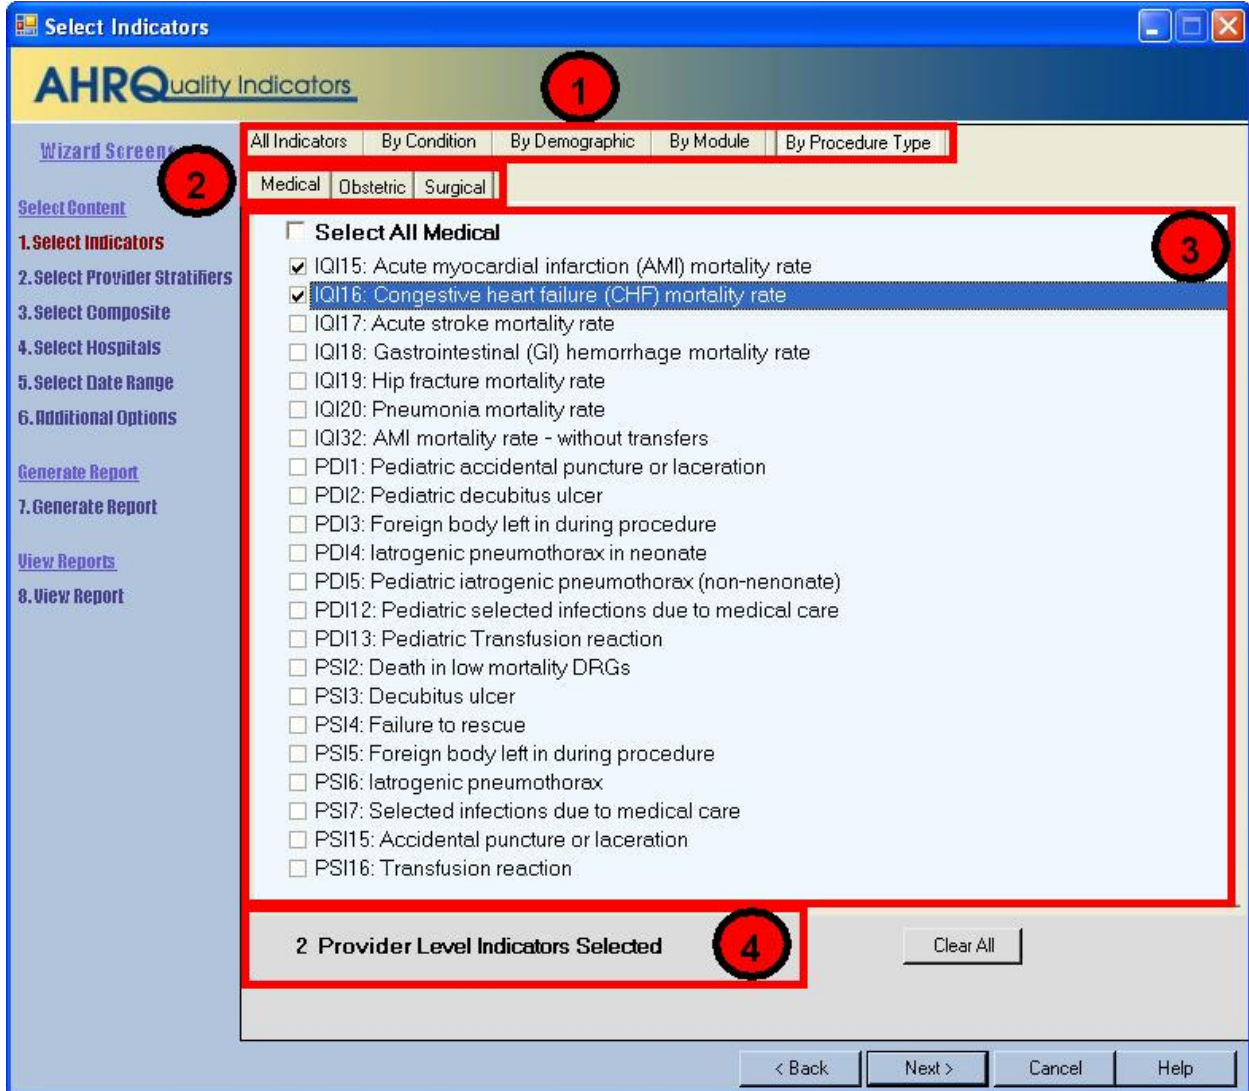 Select Indicators
AHRQuality Indicators
1
All Indicators By Condition By Demographic By Module By Procedure Type
2
Medical Obstetric Surgical
Wizard Screens
Select Content
1. Select Indicators
2. Select Provider Stratifiers
3. Select Composite
4. Select Hospitals
5. Select Date Range
6. Additional Options
Generate Report
7. Generate Report
View Reports
8. View Report
3
Select All Medical
IQI15: Acute myocardial infarction (AMI) mortality rate
IQI16: Congestive heart failure (CHF) mortality rate
IQI17: Acute stroke mortality rate
IQI18: Gastrointestinal (GI) hemorrhage mortality rate
IQI19: Hip fracture mortality rate
IQI20: Pneumonia mortality rate
IQI32: AMI mortality rate - without transfers
PDI1: Pediatric accidental puncture or laceration
PDI2: Pediatric decubitus ulcer
PDI3: Foreign body left in during procedure
PDI4: Iatrogenic pneumothorax in neonate
PDI5: Pediatric iatrogenic pneumothorax (non-nenonate)
PDI12: Pediatric selected infections due to medical care
PDI13: Pediatric Transfusion reaction
PSI2: Death in low mortality DRGs
PSI3: Decubitus ulcer
PSI4: Failure to rescue
PSI5: Foreign body left in during procedure
PSI6: Iatrogenic pneumothorax
PSI7: Selected infections due to medical care
PSI15: Accidental puncture or laceration
PSI16: Transfusion reaction
2 Provider Level Indicators Selected
4
Clear All
< Back Next > Cancel Help